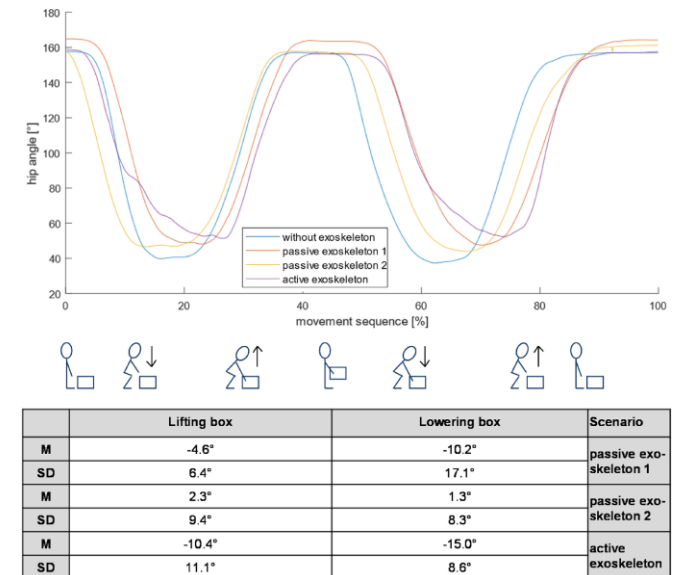 180
160
140
120
100
80
60
40
20
hip angle [°]
without exoskeleton
passive exoskeleton 1
passive exoskeleton 2
active exoskeleton
0 20 40 60 80 100
movement sequence [%]
Lifting box Lowering box Scenario
M -4.6° -10.2° passive exo-
SD 6.4° 17.1° skeleton 1
M 2.3° 1.3° passive exo-
SD 9.4° 8.3° skeleton 2
M -10.4° -15.0° active
SD 11.1° 8.6° exoskeleton